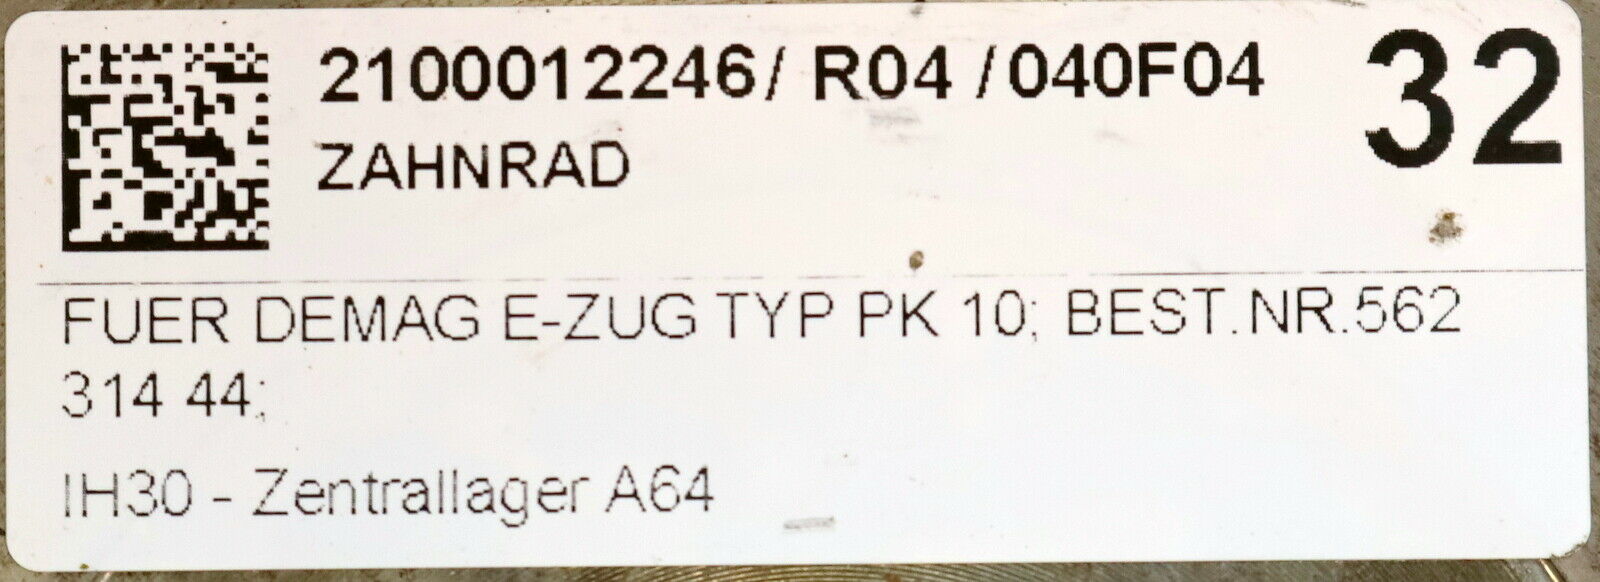 2100012246/ R04 /040F04
32
ZAHNRAD
FUER DEMAG E-ZUG TYP PK 10; BEST.NR.562
314 44;
IH30 - Zentrallager A64